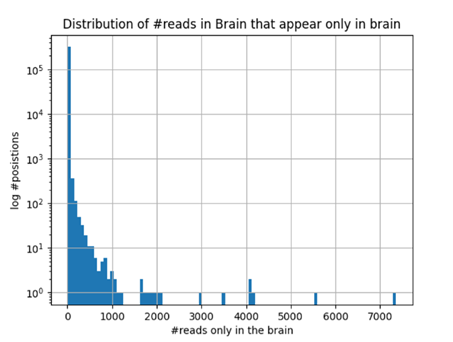 Distribution of #reads in Brain that appear only in brain
log #posistions
10⁵
10⁴
10³
10²
10¹
10⁰
0 1000 2000 3000 4000 5000 6000 7000
#reads only in the brain